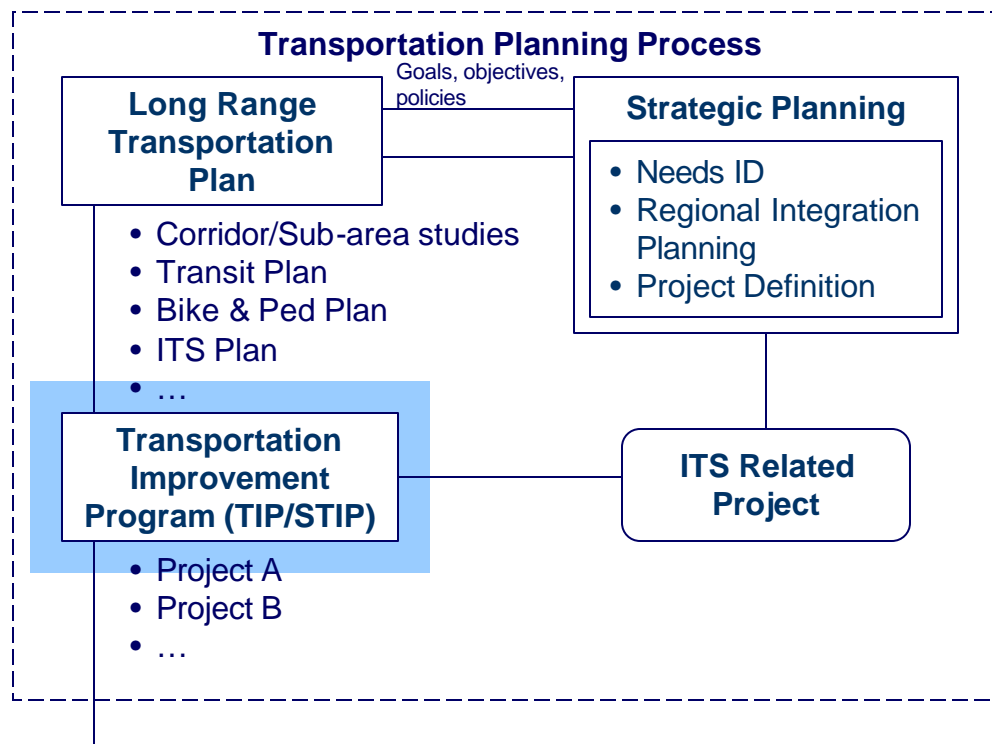 Transportation Planning Process
Goals, objectives,
policies
Long Range
Transportation
Plan
Strategic Planning
• Needs ID
• Regional Integration
Planning
• Project Definition
• Corridor/Sub-area studies
• Transit Plan
• Bike & Ped Plan
• ITS Plan
• …
Transportation
Improvement
Program (TIP/STIP)
ITS Related
Project
• Project A
• Project B
• …